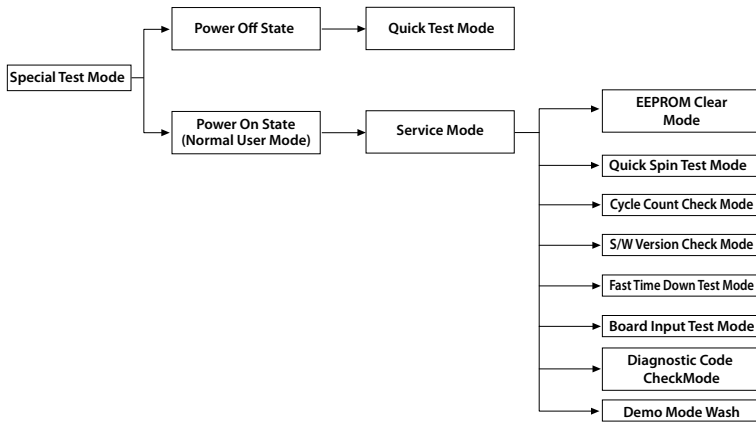 Special Test Mode
Power Off State
Quick Test Mode
Power On State
(Normal User Mode)
Service Mode
EEPROM Clear
Mode
Quick Spin Test Mode
Cycle Count Check Mode
S/W Version Check Mode
Fast Time Down Test Mode
Board Input Test Mode
Diagnostic Code
CheckMode
Demo Mode Wash